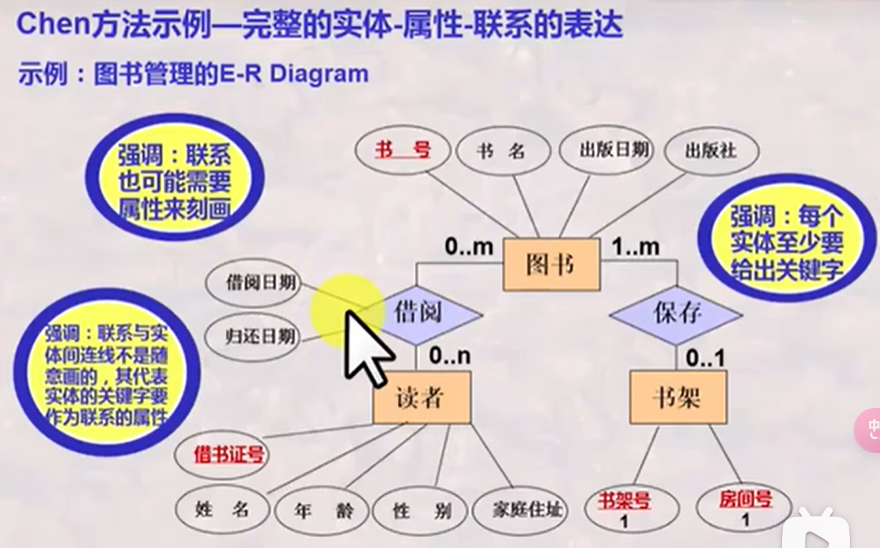 Chen方法示例—完整的实体-属性-联系的表达
示例：图书管理的E-R Diagram
强调：联系
也可能需要
属性来刻画
书 号
书 名
出版日期
出版社
强调：每个
实体至少要
给出关键字
0..m
图书
1..m
借阅日期
归还日期
借阅
保存
强调：联系与实
体间连线不是随
意画的，其代表
实体的关键字要
作为联系的属性
0..n
0..1
读者
书架
借书证号
姓 名
年 龄
性 别
家庭住址
书架号
1
房间号
1
中